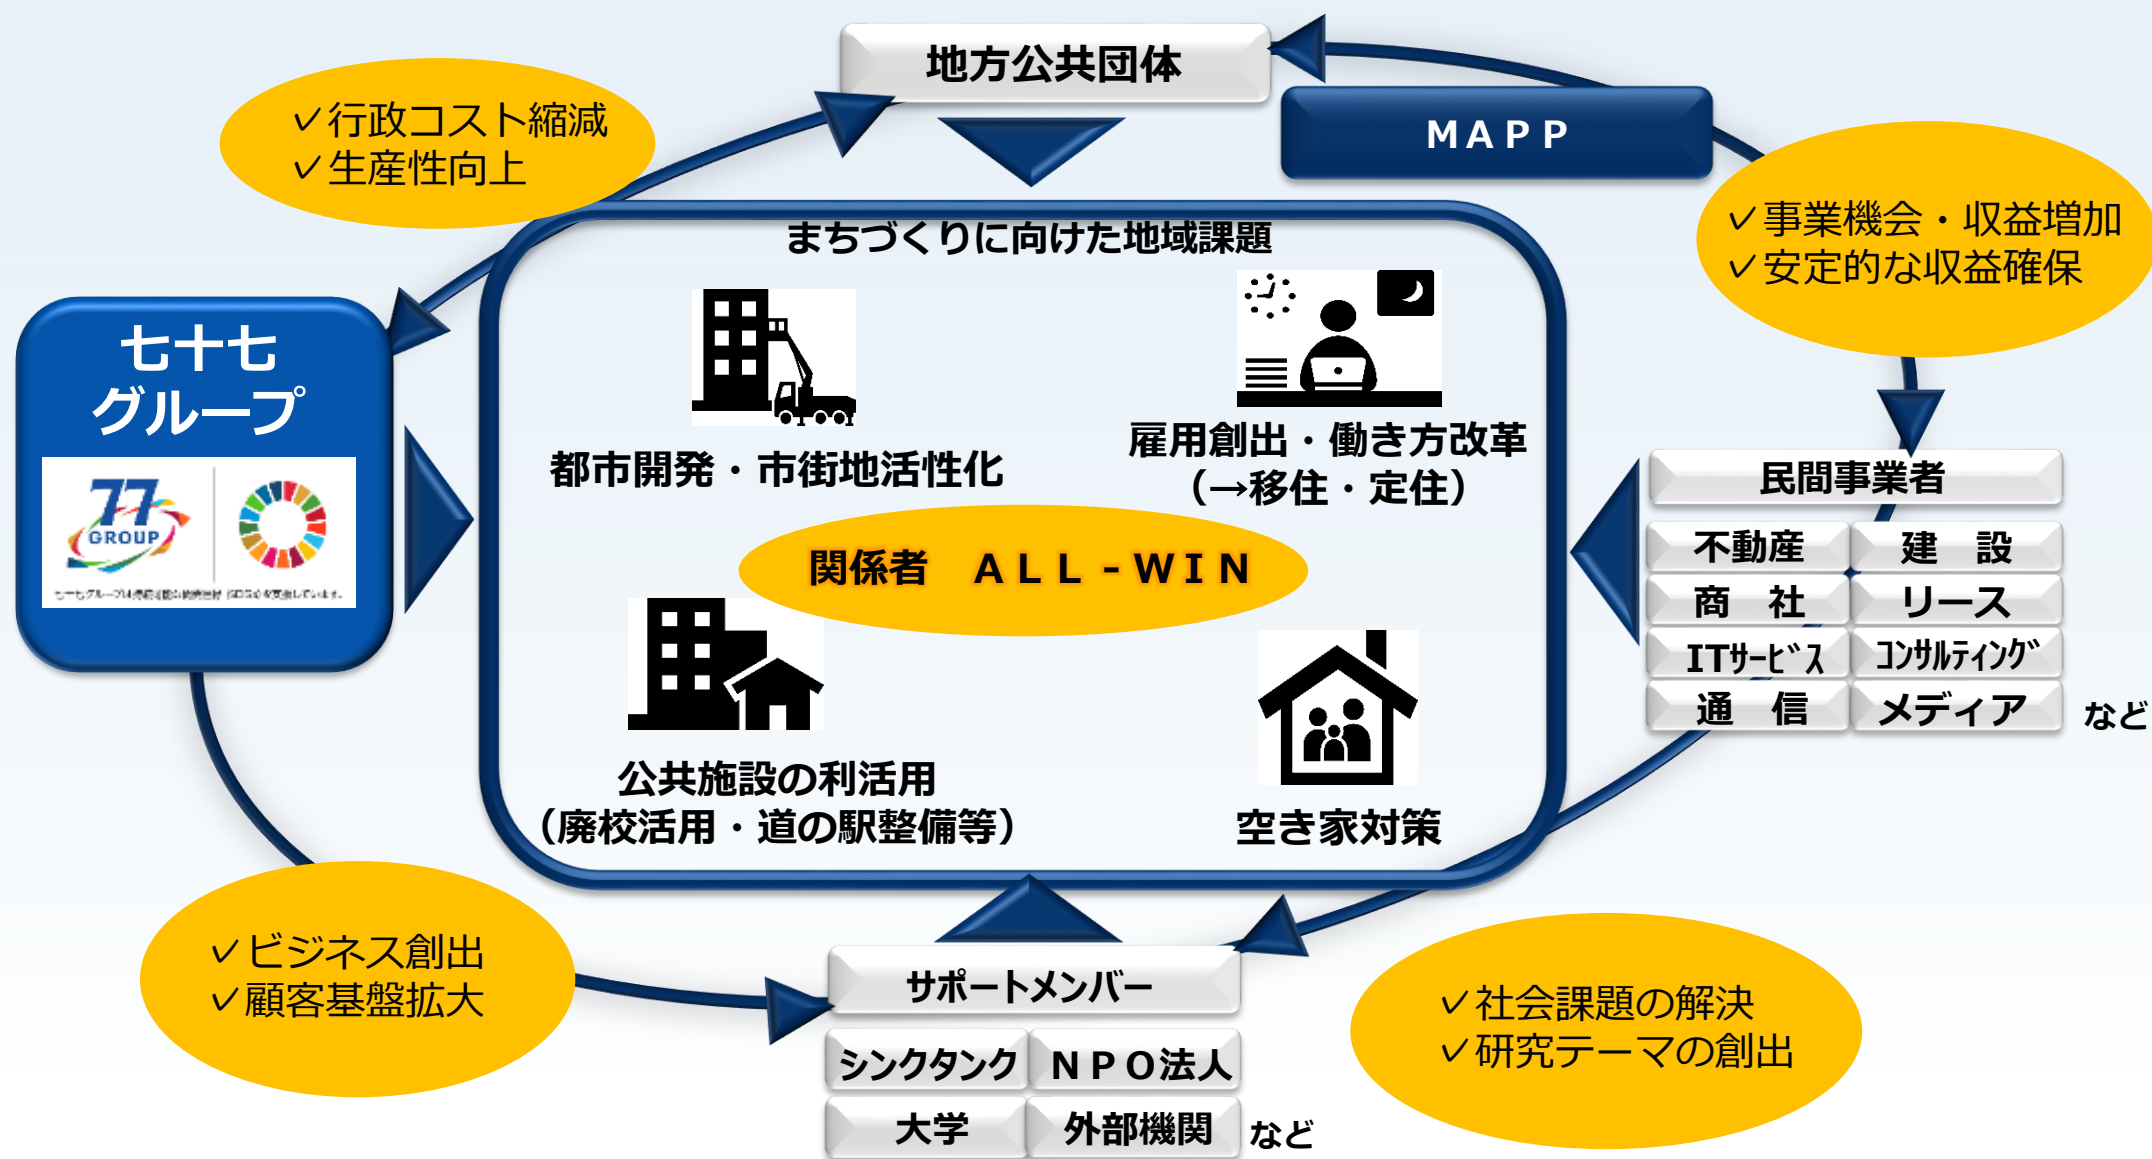 地方公共団体
MAPP
✓行政コスト縮減
✓生産性向上
✓事業機会・収益増加
✓安定的な収益確保
まちづくりに向けた地域課題
七十七
グループ
77
GROUP
都市開発・市街地活性化
雇用創出・働き方改革
（→移住・定住）
関係者　ALL-WIN
公共施設の利活用
（廃校活用・道の駅整備等）
空き家対策
民間事業者
不動産
建　設
商　社
リース
ITｻｰﾋﾞｽ
ｺﾝｻﾙﾃｨﾝｸﾞ
通　信
メディア
など
✓ビジネス創出
✓顧客基盤拡大
サポートメンバー
シンクタンク
ＮＰＯ法人
大学
外部機関
など
✓社会課題の解決
✓研究テーマの創出